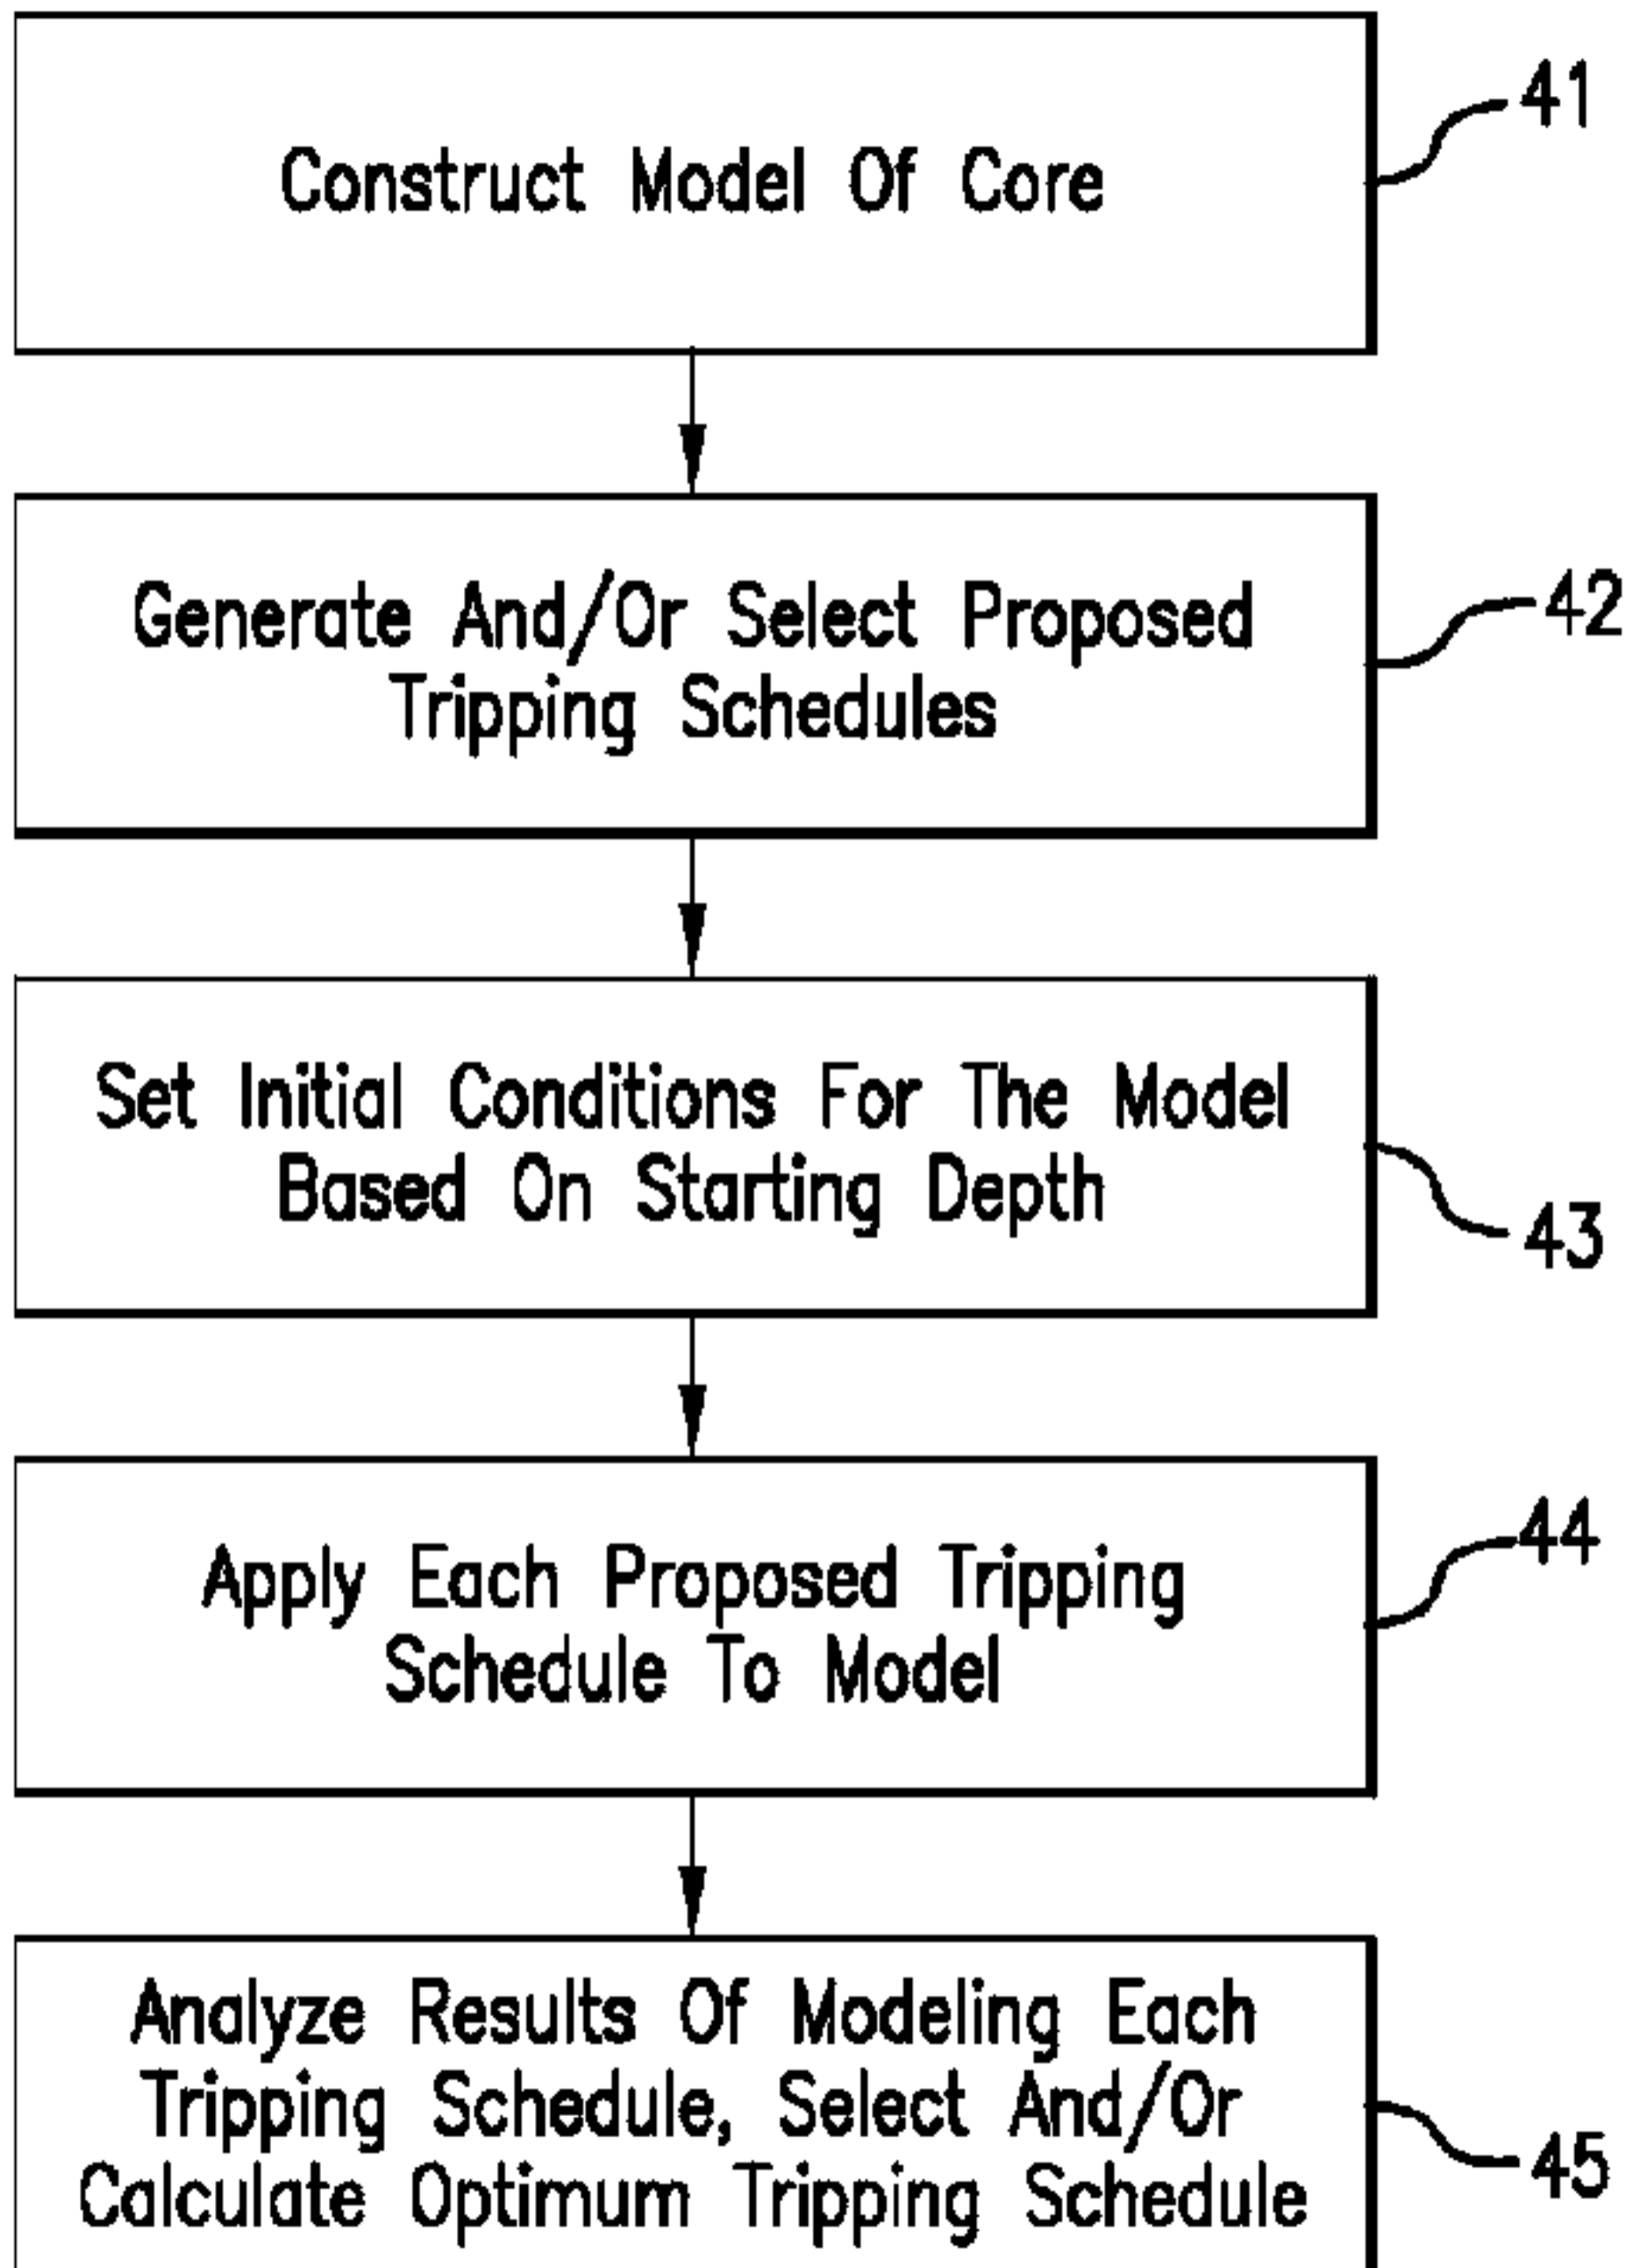 Construct Model Of Core
41
Generate And/Or Select Proposed
Tripping Schedules
42
Set Initial Conditions For The Model
Based On Starting Depth
43
Apply Each Proposed Tripping
Schedule To Model
44
Analyze Results Of Modeling Each
Tripping Schedule, Select And/Or
Calculate Optimum Tripping Schedule
45